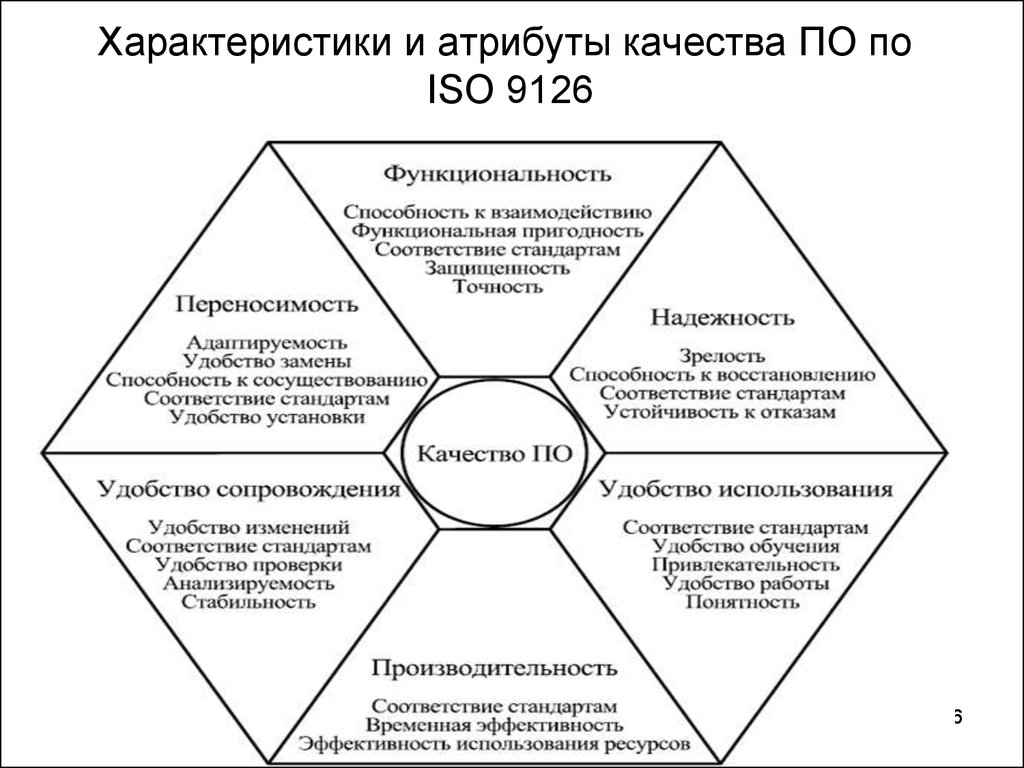 Характеристики и атрибуты качества ПО по
ISO 9126
Функциональность
Способность к взаимодействию
Функциональная пригодность
Соответствие стандартам
Защищенность
Точность
Переносимость
Адаптируемость
Удобство замены
Способность к сосуществованию
Соответствие стандартам
Удобство установки
Надежность
Зрелость
Способность к восстановлению
Соответствие стандартам
Устойчивость к отказам
Качество ПО
Удобство сопровождения
Удобство изменений
Соответствие стандартам
Удобство проверки
Анализируемость
Стабильность
Удобство использования
Соответствие стандартам
Удобство обучения
Привлекательность
Удобство работы
Понятность
Производительность
Соответствие стандартам
Временная эффективность
Эффективность использования ресурсов
6